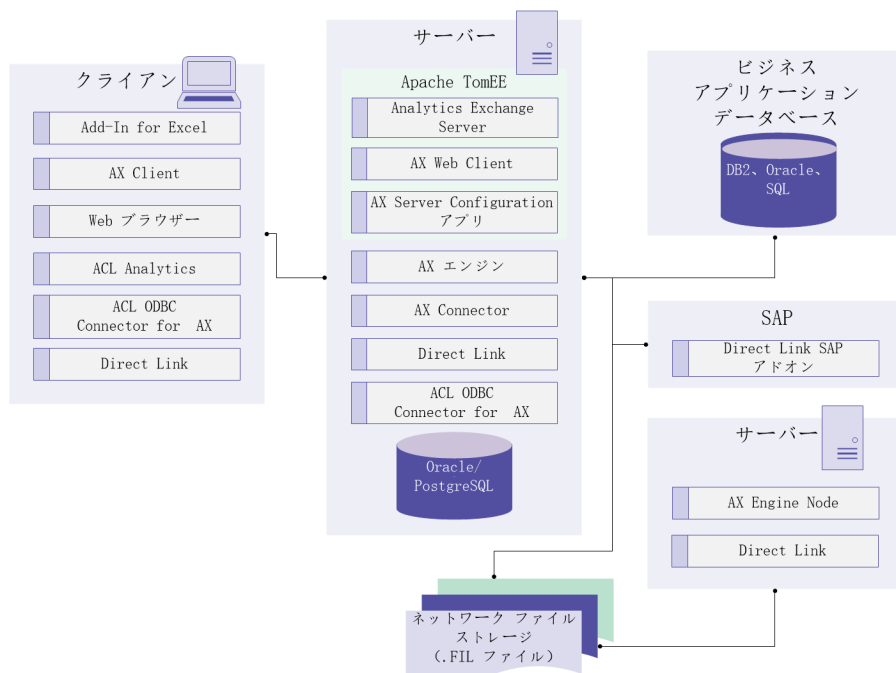 クライアン
Add-In for Excel
AX Client
Web ブラウザー
ACL Analytics
ACL ODBC
Connector for AX
Direct Link
サーバー
Apache TomEE
Analytics Exchange
Server
AX Web Client
AX Server Configuration
アプリ
AX エンジン
AX Connector
Direct Link
ACL ODBC
Connector for AX
Oracle/
PostgreSQL
ビジネス
アプリケーション
データベース
DB2、Oracle、
SQL
SAP
Direct Link SAP
アドオン
サーバー
AX Engine Node
Direct Link
ネットワーク ファイル
ストレージ
(.FIL ファイル)